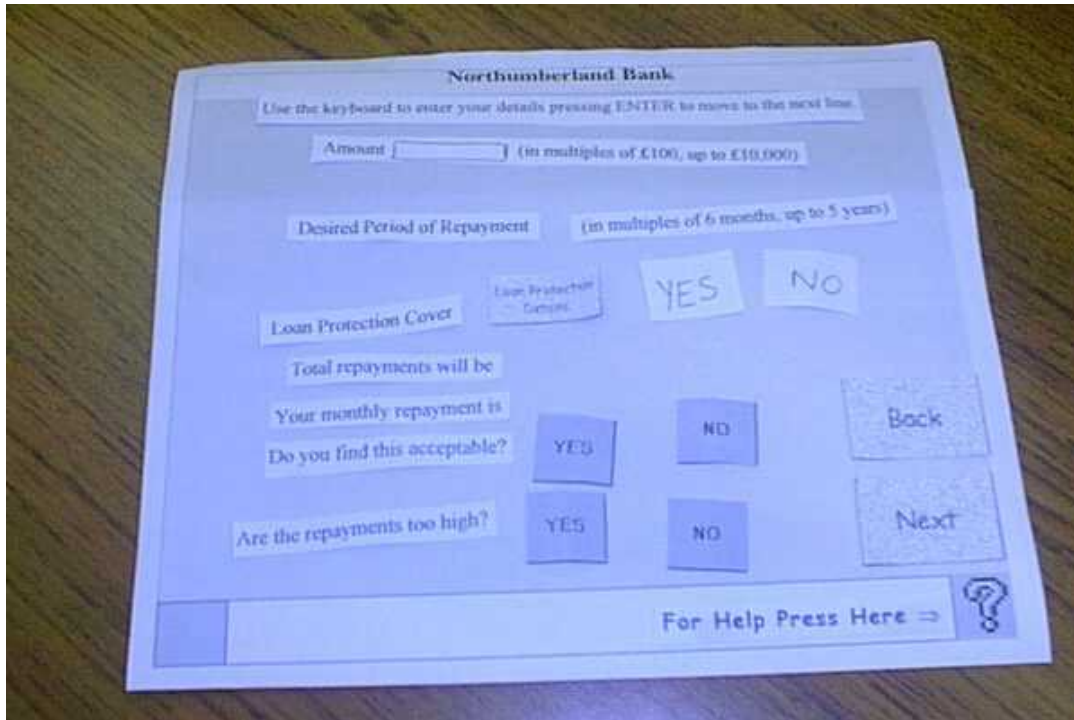 Northumberland Bank
Use the keyboard to enter your details pressing ENTER to move to the next line.
Amount [ ] (in multiples of £100, up to £10,000)
Desired Period of Repayment (in multiples of 6 months, up to 5 years)
Loan Protection Cover Loan Protection Options YES NO
Total repayments will be
Your monthly repayment is
Do you find this acceptable? YES NO Back
Are the repayments too high? YES NO Next
For Help Press Here ⇒ ?